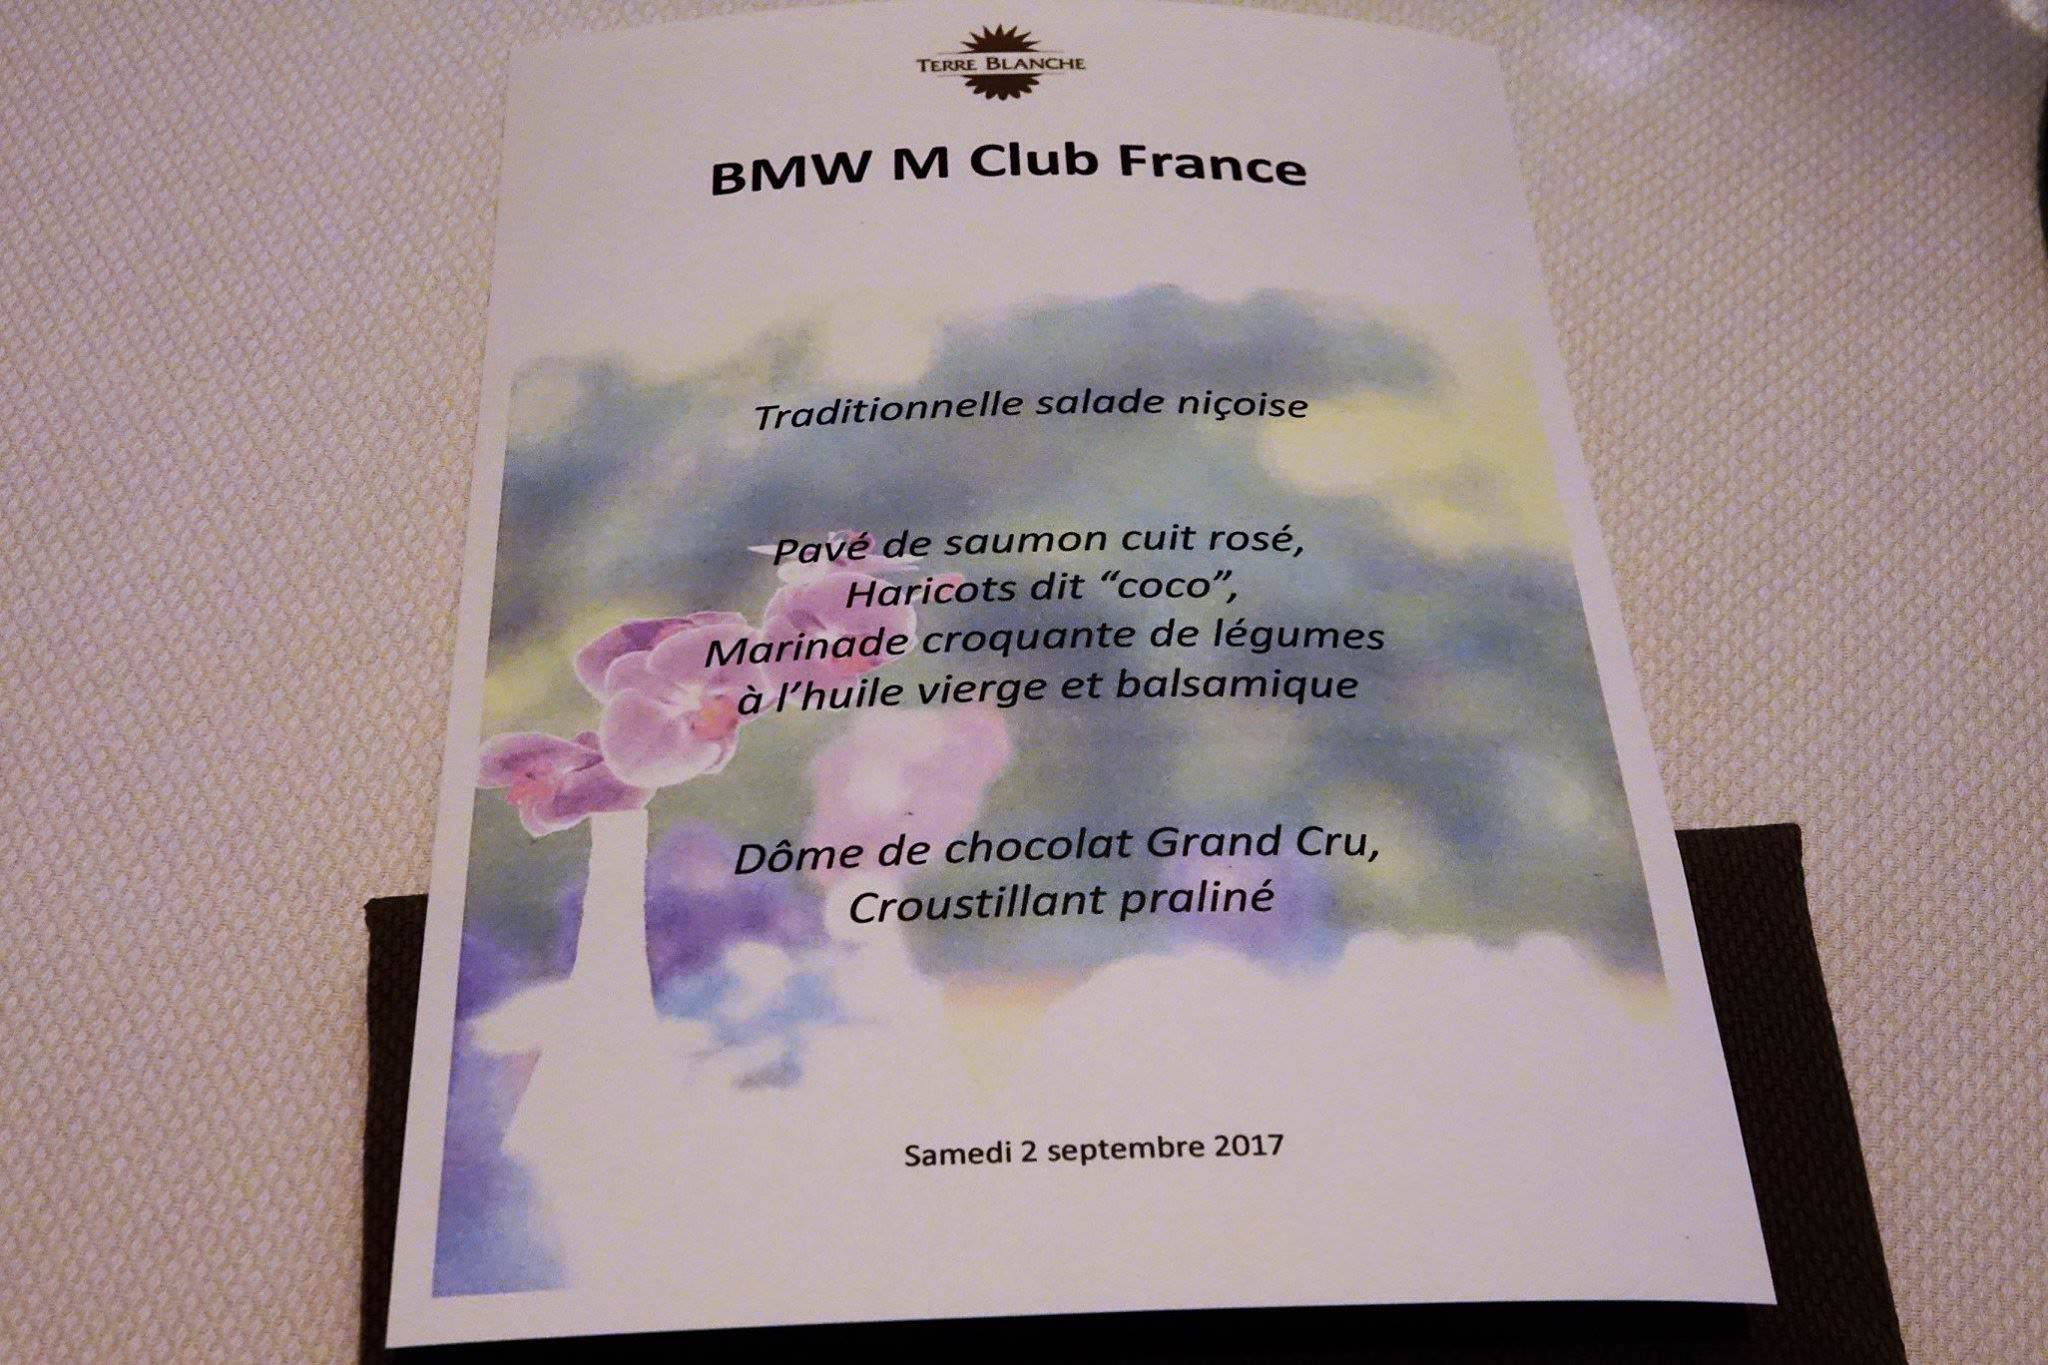 TERRE BLANCHE
BMW M Club France
Traditionnelle salade niçoise
Pavé de saumon cuit rosé,
Haricots dit “coco”,
Marinade croquante de légumes
à l’huile vierge et balsamique
Dôme de chocolat Grand Cru,
Croustillant praliné
Samedi 2 septembre 2017